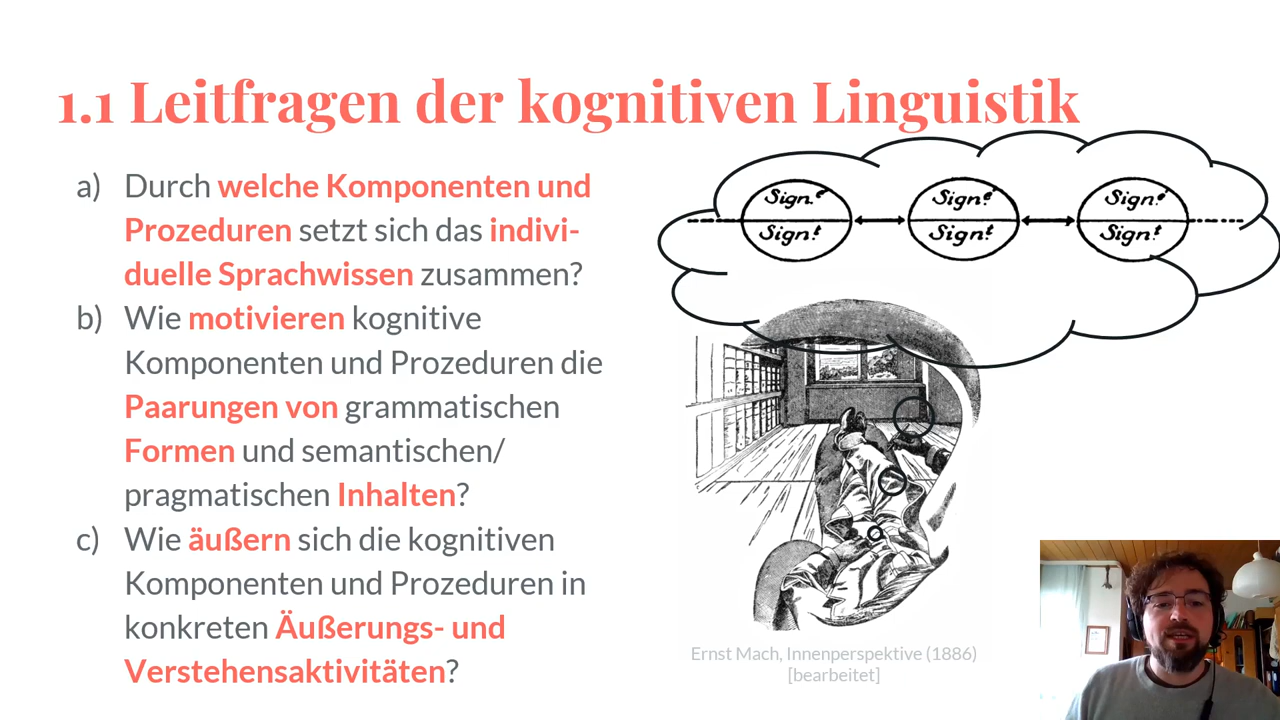 1.1 Leitfragen der kognitiven Linguistik
a) Durch welche Komponenten und
Prozeduren setzt sich das indivi-
duelle Sprachwissen zusammen?
b) Wie motivieren kognitive
Komponenten und Prozeduren die
Paarungen von grammatischen
Formen und semantischen/
pragmatischen Inhalten?
c) Wie äußern sich die kognitiven
Komponenten und Prozeduren in
konkreten Äußerungs- und
Verstehensaktivitäten?
Sign.é Sign.é Sign.é
Sign.t Sign.t Sign.t
Ernst Mach, Innenperspektive (1886)
[bearbeitet]